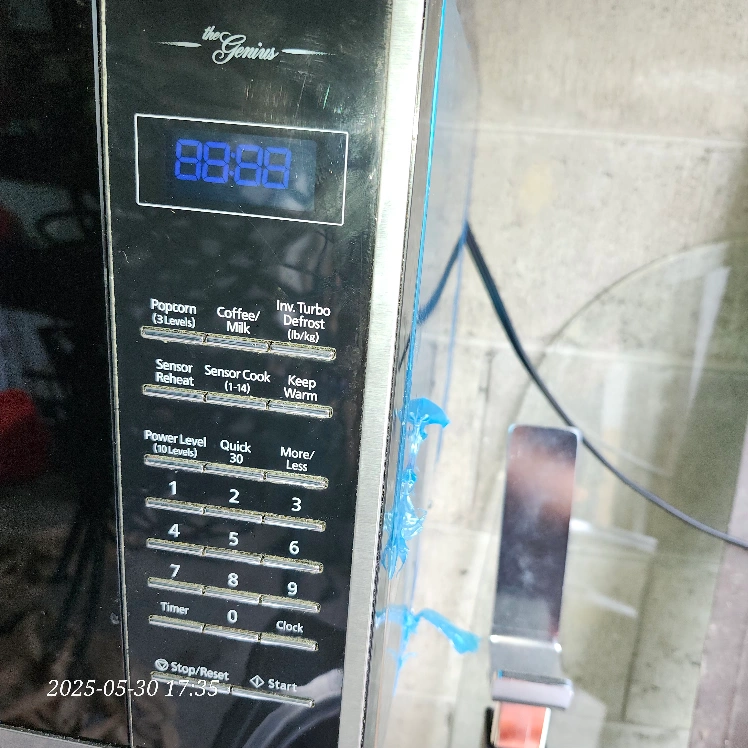 the
Genius
88:88
Popcorn
(3 Levels)
Coffee/
Milk
Inv. Turbo
Defrost
(lb/kg)
Sensor
Reheat
Sensor Cook
(1-14)
Keep
Warm
Power Level
(10 Levels)
Quick
30
More/
Less
1 2 3
4 5 6
7 8 9
Timer 0 Clock
Stop/Reset Start
2025-05-30 17:35